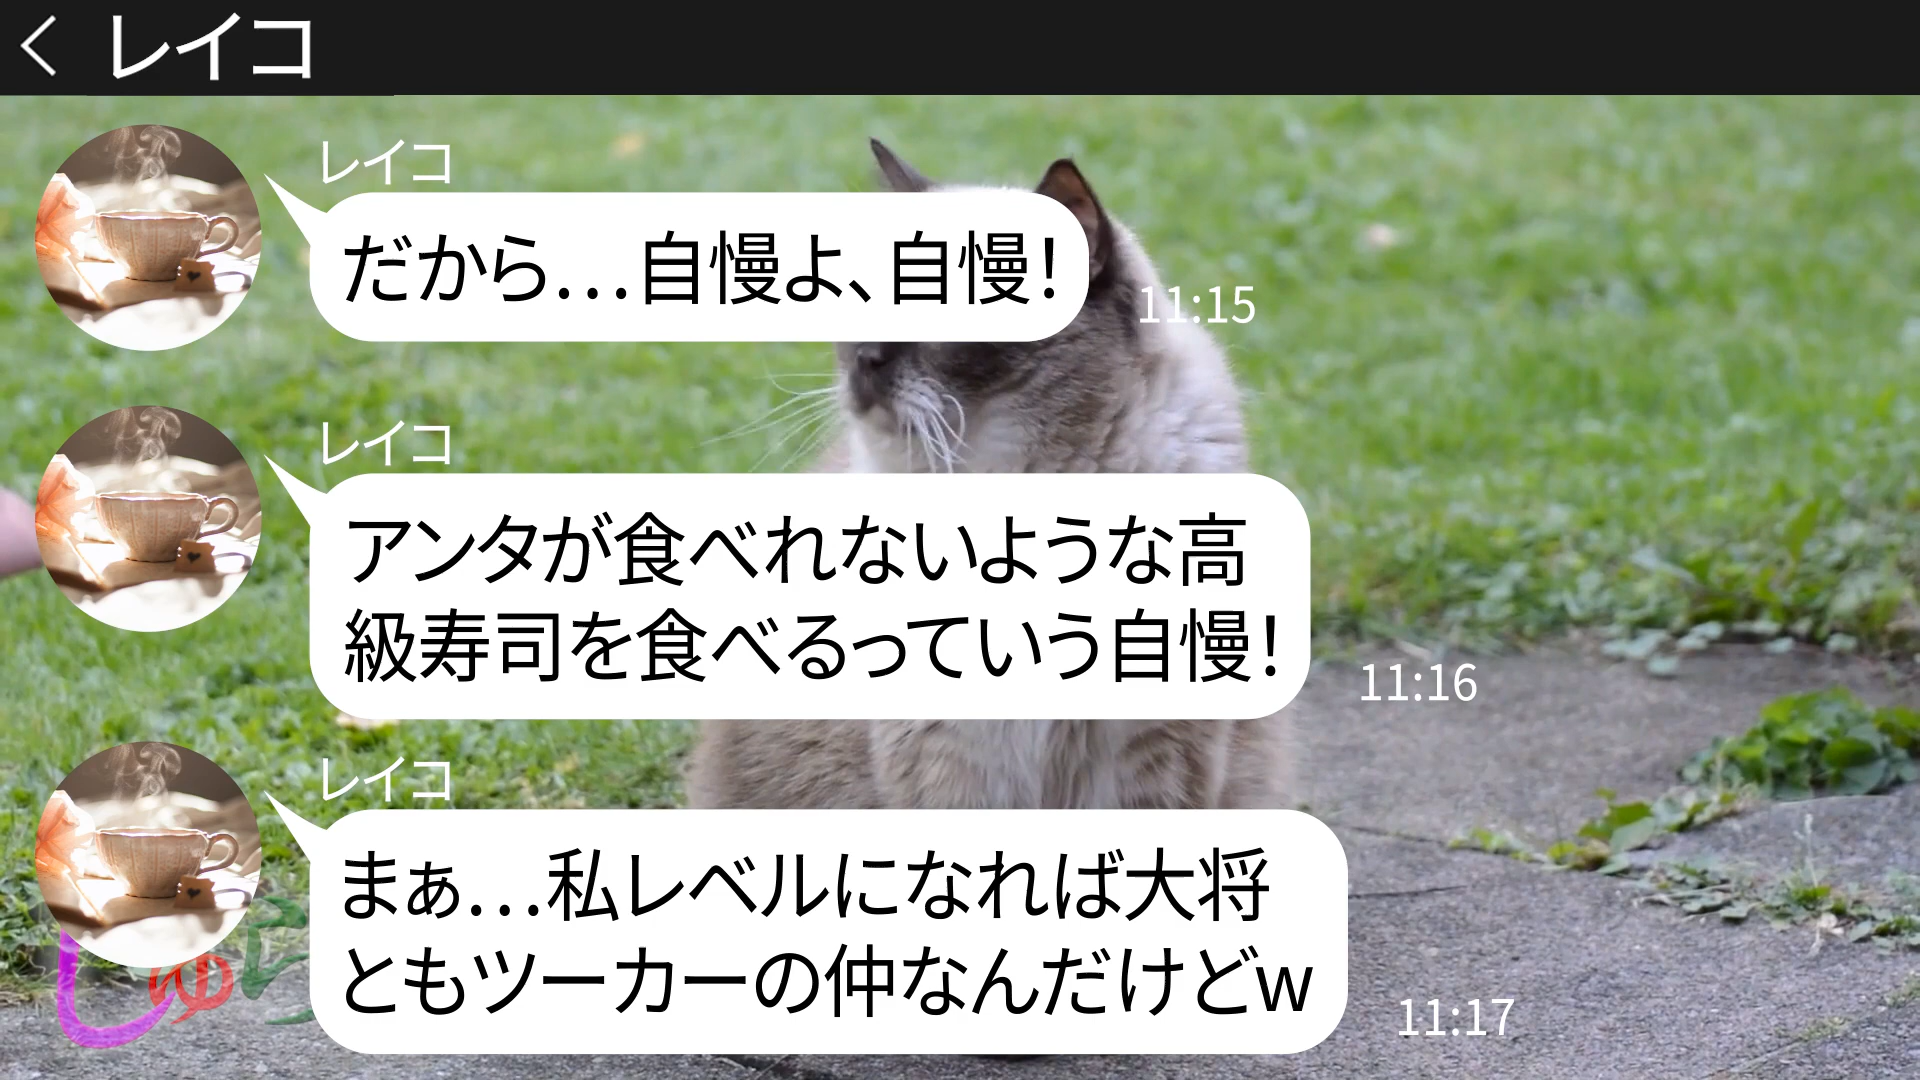 レイコ
レイコ
だから…自慢よ、自慢！
11:15
レイコ
アンタが食べれないような高
級寿司を食べるっていう自慢！
11:16
レイコ
まぁ…私レベルになれば大将
ともツーカーの仲なんだけどw
11:17
しゅら